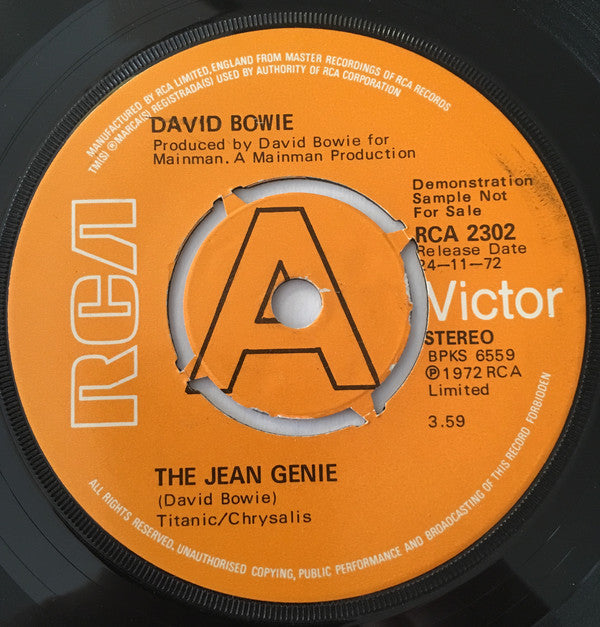 MANUFACTURED BY RCA LIMITED, ENGLAND FROM MASTER RECORDINGS OF RCA RECORDS
TM(S) ® MARCA(S) REGISTRADA(S) USED BY AUTHORITY OF RCA CORPORATION
DAVID BOWIE
Produced by David Bowie for
Mainman. A Mainman Production
Demonstration
Sample Not
For Sale
RCA 2302
Release Date
24-11-72
RCA
A
Victor
STEREO
BPKS 6559
℗ 1972 RCA
Limited
3.59
THE JEAN GENIE
(David Bowie)
Titanic/Chrysalis
ALL RIGHTS RESERVED. UNAUTHORISED COPYING, PUBLIC PERFORMANCE AND BROADCASTING OF THIS RECORD FORBIDDEN